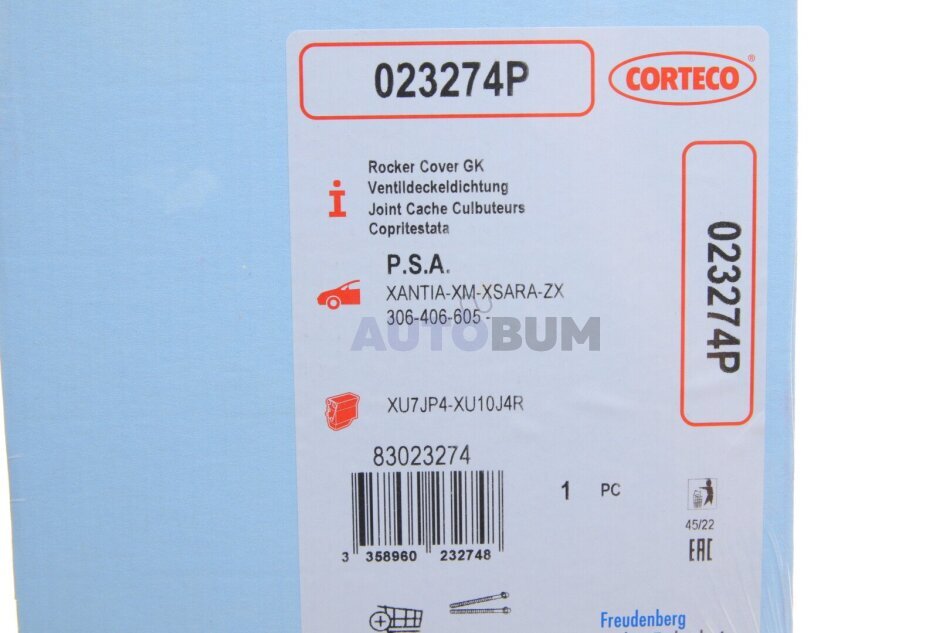 023274P
CORTECO®
Rocker Cover GK
Ventildeckeldichtung
Joint Cache Culbuteurs
Copritestata
023274P
P.S.A.
XANTIA-XM-XSARA-ZX
306-406-605 -
AUTOBUM
XU7JP4-XU10J4R
83023274
1 PC
3 358960 232748
45/22
EAC
Freudenberg